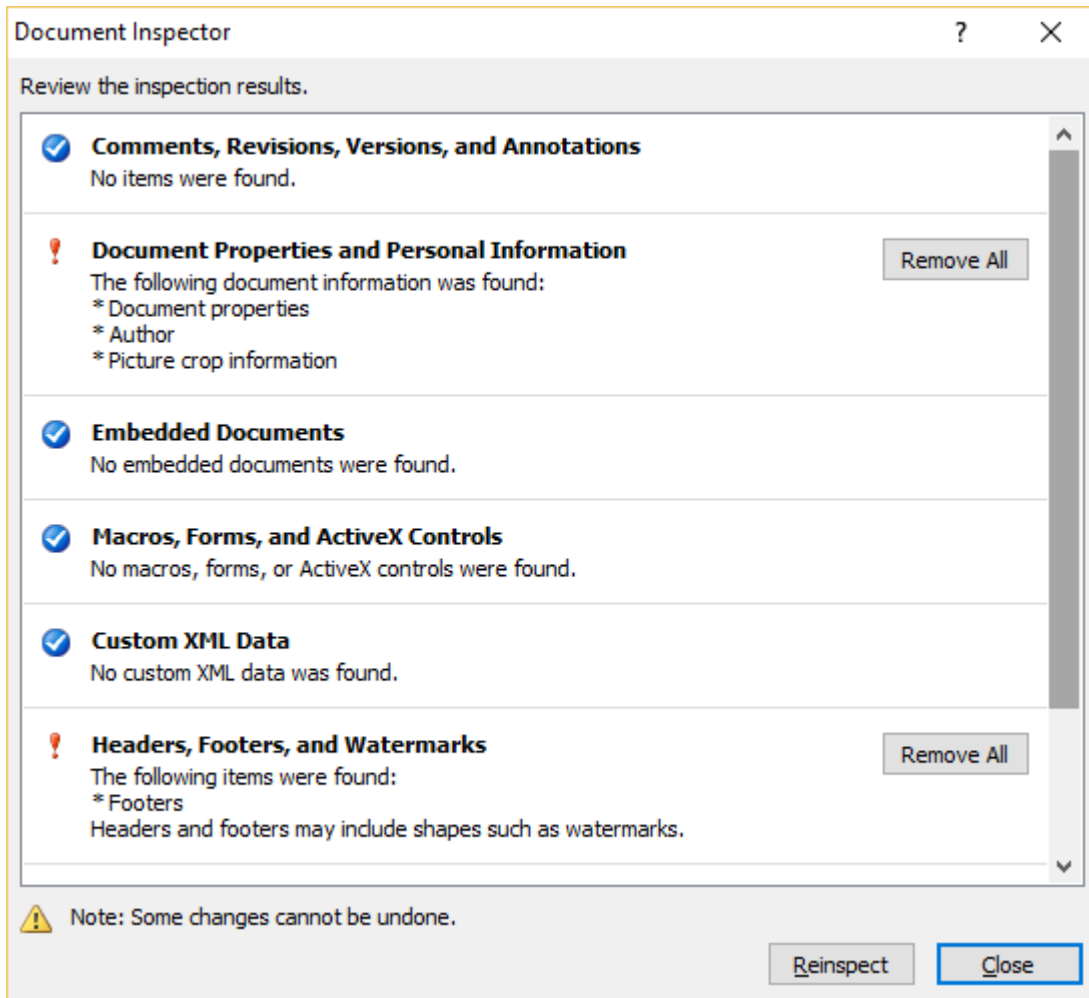 Document Inspector
?
Review the inspection results.
Comments, Revisions, Versions, and Annotations
No items were found.
Document Properties and Personal Information
Remove All
The following document information was found:
* Document properties
* Author
* Picture crop information
Embedded Documents
No embedded documents were found.
Macros, Forms, and ActiveX Controls
No macros, forms, or ActiveX controls were found.
Custom XML Data
No custom XML data was found.
Headers, Footers, and Watermarks
Remove All
The following items were found:
* Footers
Headers and footers may include shapes such as watermarks.
Note: Some changes cannot be undone.
Reinspect
Close